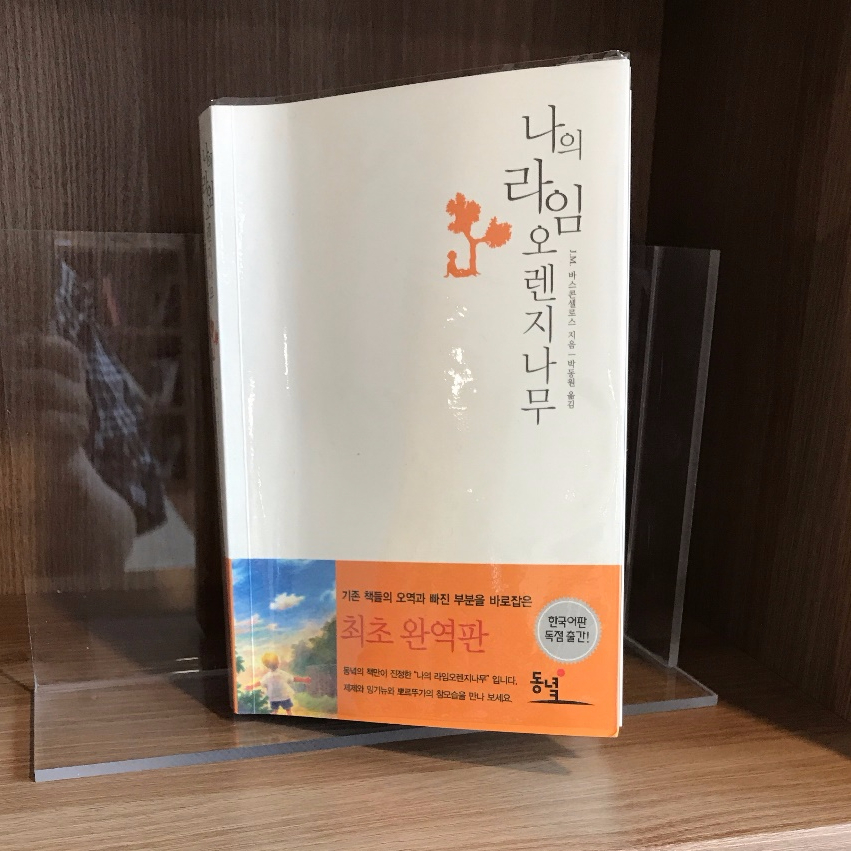 나의
라임
오렌지나무
J.M. 바스콘셀로스 지음 | 박동원 옮김
기존 책들의 오역과 빠진 부분을 바로잡은
최초 완역판
한국어판
독점 출간!
동녘의 책만이 진정한 "나의 라임오렌지나무" 입니다.
제제와 밍기뉴와 뽀르뚜가의 참모습을 만나 보세요.
동녘